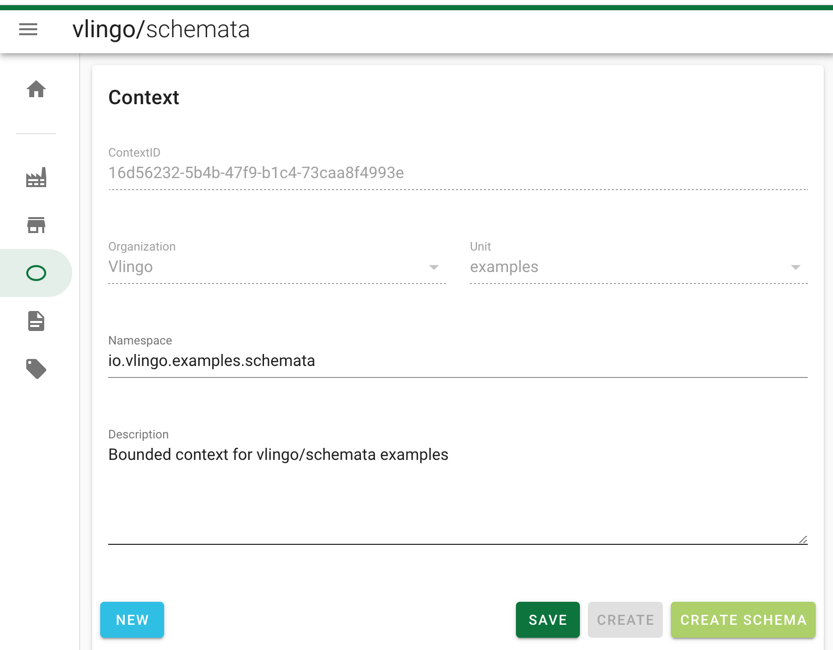 vlingo/schemata
Context
ContextID
16d56232-5b4b-47f9-b1c4-73caa8f4993e
Organization Unit
Vlingo examples
Namespace
io.vlingo.examples.schemata
Description
Bounded context for vlingo/schemata examples
NEW SAVE CREATE CREATE SCHEMA